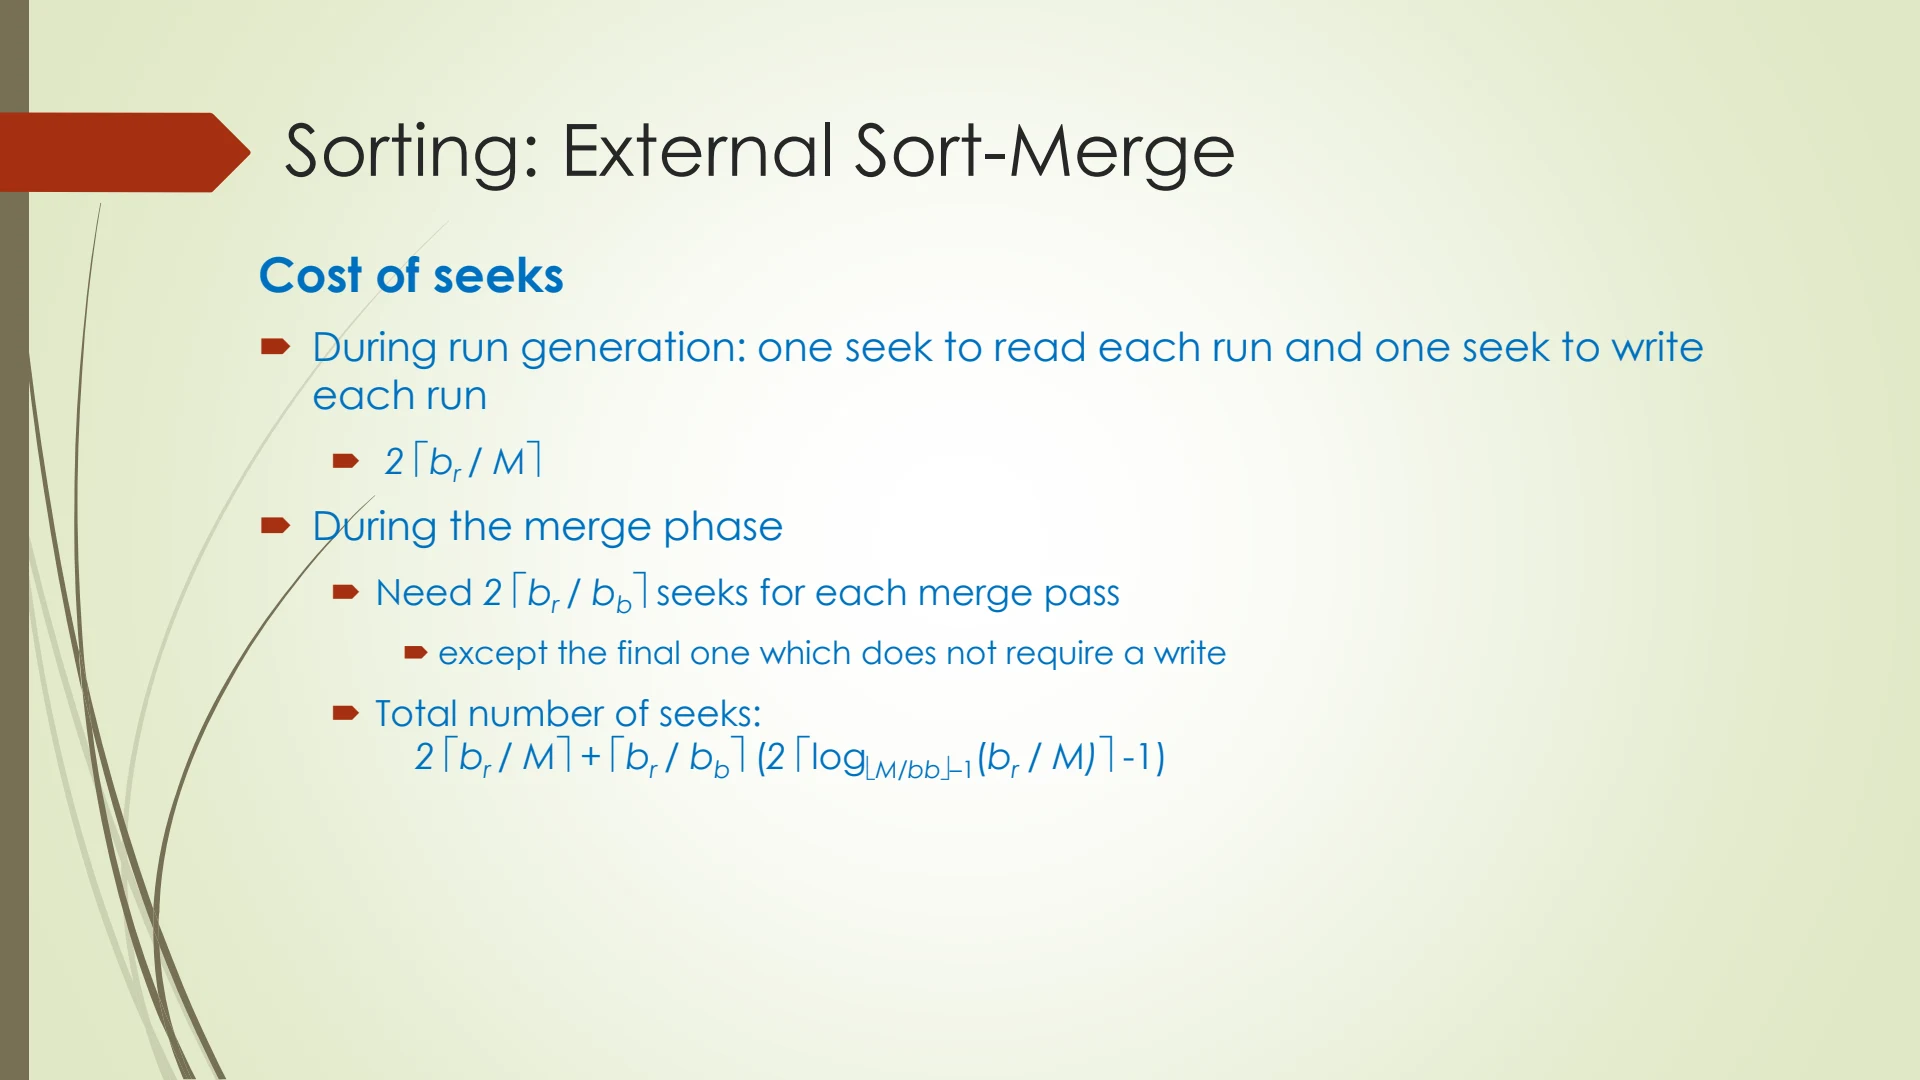 Sorting: External Sort-Merge
Cost of seeks
During run generation: one seek to read each run and one seek to write
each run
2⌈b_r / M⌉
During the merge phase
Need 2⌈b_r / b_b⌉ seeks for each merge pass
except the final one which does not require a write
Total number of seeks:
2⌈b_r / M⌉ + ⌈b_r / b_b⌉ (2⌈log_⌊M/bb⌋–1(b_r / M)⌉ -1)